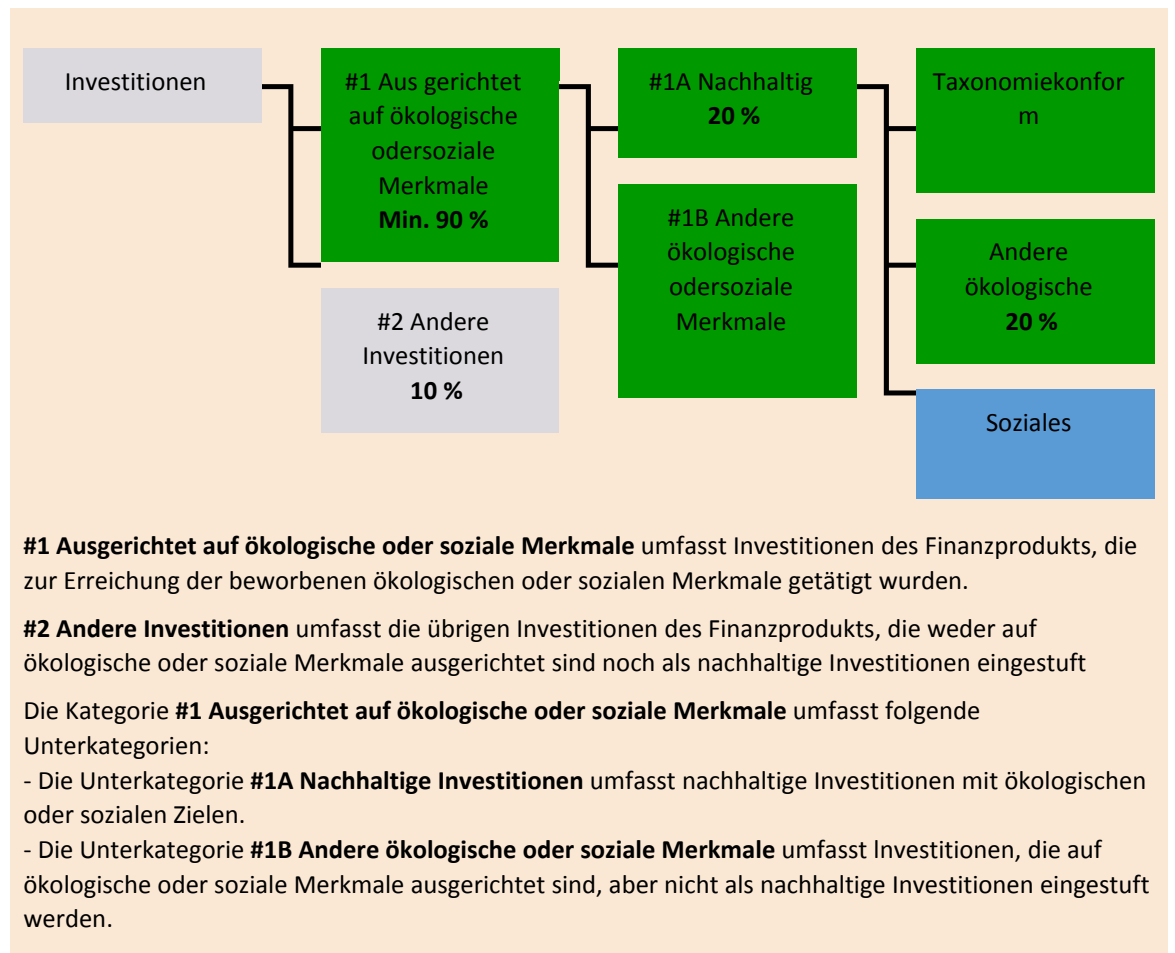 Investitionen
#1 Aus gerichtet
auf ökologische
odersoziale
Merkmale
Min. 90 %
#2 Andere
Investitionen
10 %
#1A Nachhaltig
20 %
#1B Andere
ökologische
odersoziale
Merkmale
Taxonomiekonfor
m
Andere
ökologische
20 %
Soziales
#1 Ausgerichtet auf ökologische oder soziale Merkmale umfasst Investitionen des Finanzprodukts, die
zur Erreichung der beworbenen ökologischen oder sozialen Merkmale getätigt wurden.
#2 Andere Investitionen umfasst die übrigen Investitionen des Finanzprodukts, die weder auf
ökologische oder soziale Merkmale ausgerichtet sind noch als nachhaltige Investitionen eingestuft
Die Kategorie #1 Ausgerichtet auf ökologische oder soziale Merkmale umfasst folgende
Unterkategorien:
- Die Unterkategorie #1A Nachhaltige Investitionen umfasst nachhaltige Investitionen mit ökologischen
oder sozialen Zielen.
- Die Unterkategorie #1B Andere ökologische oder soziale Merkmale umfasst lnvestitionen, die auf
ökologische oder soziale Merkmale ausgerichtet sind, aber nicht als nachhaltige Investitionen eingestuft
werden.